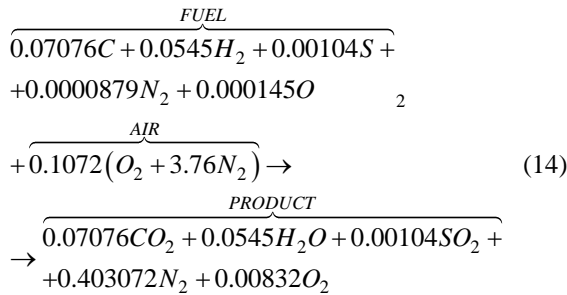 FUEL
0.07076C + 0.0545H₂ + 0.00104S +
+0.0000879N₂ + 0.000145O ₂
AIR
+ 0.1072(O₂ + 3.76N₂) → (14)
PRODUCT
→ 0.07076CO₂ + 0.0545H₂O + 0.00104SO₂ +
+0.403072N₂ + 0.00832O₂